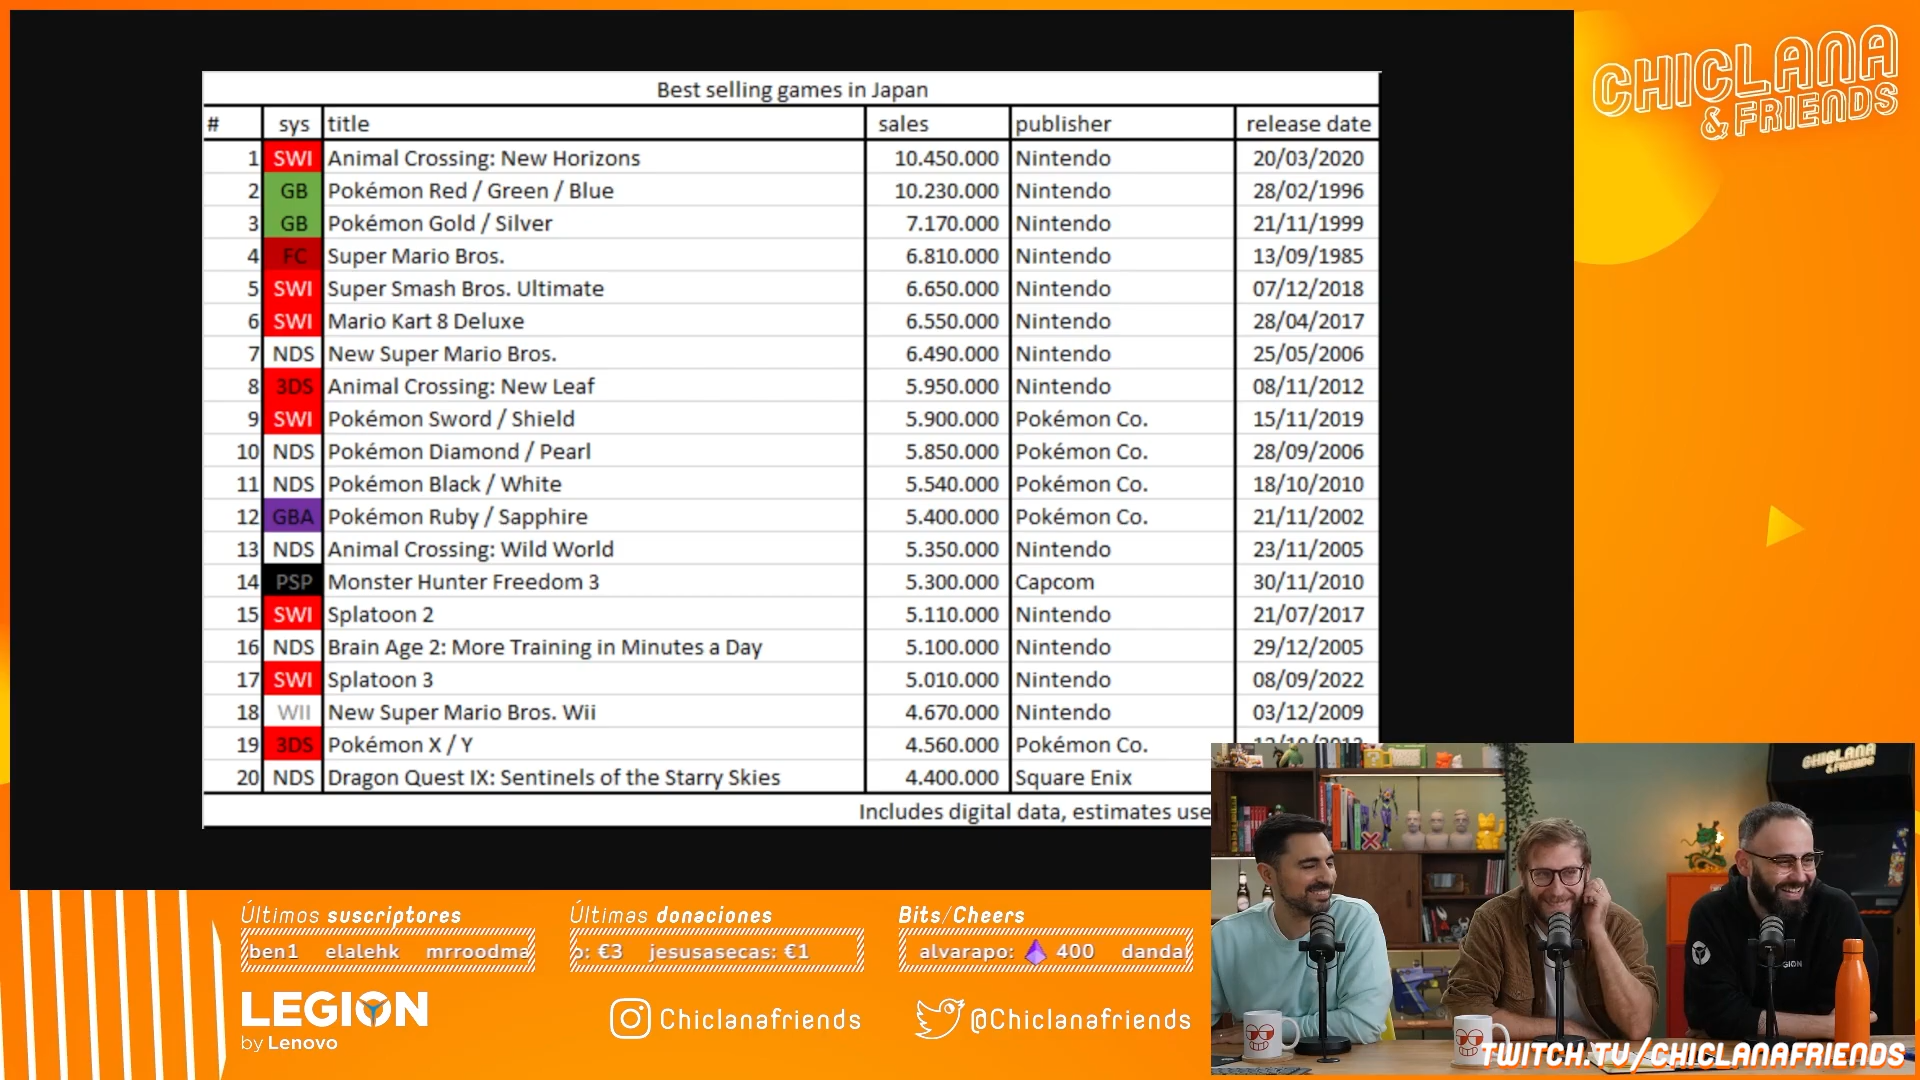 CHICLANA
& FRIENDS
Best selling games in Japan
# sys title sales publisher release date
1 SWI Animal Crossing: New Horizons 10.450.000 Nintendo 20/03/2020
2 GB Pokémon Red / Green / Blue 10.230.000 Nintendo 28/02/1996
3 GB Pokémon Gold / Silver 7.170.000 Nintendo 21/11/1999
4 FC Super Mario Bros. 6.810.000 Nintendo 13/09/1985
5 SWI Super Smash Bros. Ultimate 6.650.000 Nintendo 07/12/2018
6 SWI Mario Kart 8 Deluxe 6.550.000 Nintendo 28/04/2017
7 NDS New Super Mario Bros. 6.490.000 Nintendo 25/05/2006
8 3DS Animal Crossing: New Leaf 5.950.000 Nintendo 08/11/2012
9 SWI Pokémon Sword / Shield 5.900.000 Pokémon Co. 15/11/2019
10 NDS Pokémon Diamond / Pearl 5.850.000 Pokémon Co. 28/09/2006
11 NDS Pokémon Black / White 5.540.000 Pokémon Co. 18/10/2010
12 GBA Pokémon Ruby / Sapphire 5.400.000 Pokémon Co. 21/11/2002
13 NDS Animal Crossing: Wild World 5.350.000 Nintendo 23/11/2005
14 PSP Monster Hunter Freedom 3 5.300.000 Capcom 30/11/2010
15 SWI Splatoon 2 5.110.000 Nintendo 21/07/2017
16 NDS Brain Age 2: More Training in Minutes a Day 5.100.000 Nintendo 29/12/2005
17 SWI Splatoon 3 5.010.000 Nintendo 08/09/2022
18 WII New Super Mario Bros. Wii 4.670.000 Nintendo 03/12/2009
19 3DS Pokémon X / Y 4.560.000 Pokémon Co.
20 NDS Dragon Quest IX: Sentinels of the Starry Skies 4.400.000 Square Enix
Includes digital data, estimates use
CHICLANA
& FRIENDS
Últimos suscriptores Últimas donaciones Bits/Cheers
ben1 elalehk mrroodma o: €3 jesusasecas: €1 alvarapo: 400 danda
LEGION
by Lenovo
Chiclanafriends @Chiclanafriends
TWITCH.TV/CHICLANAFRIENDS